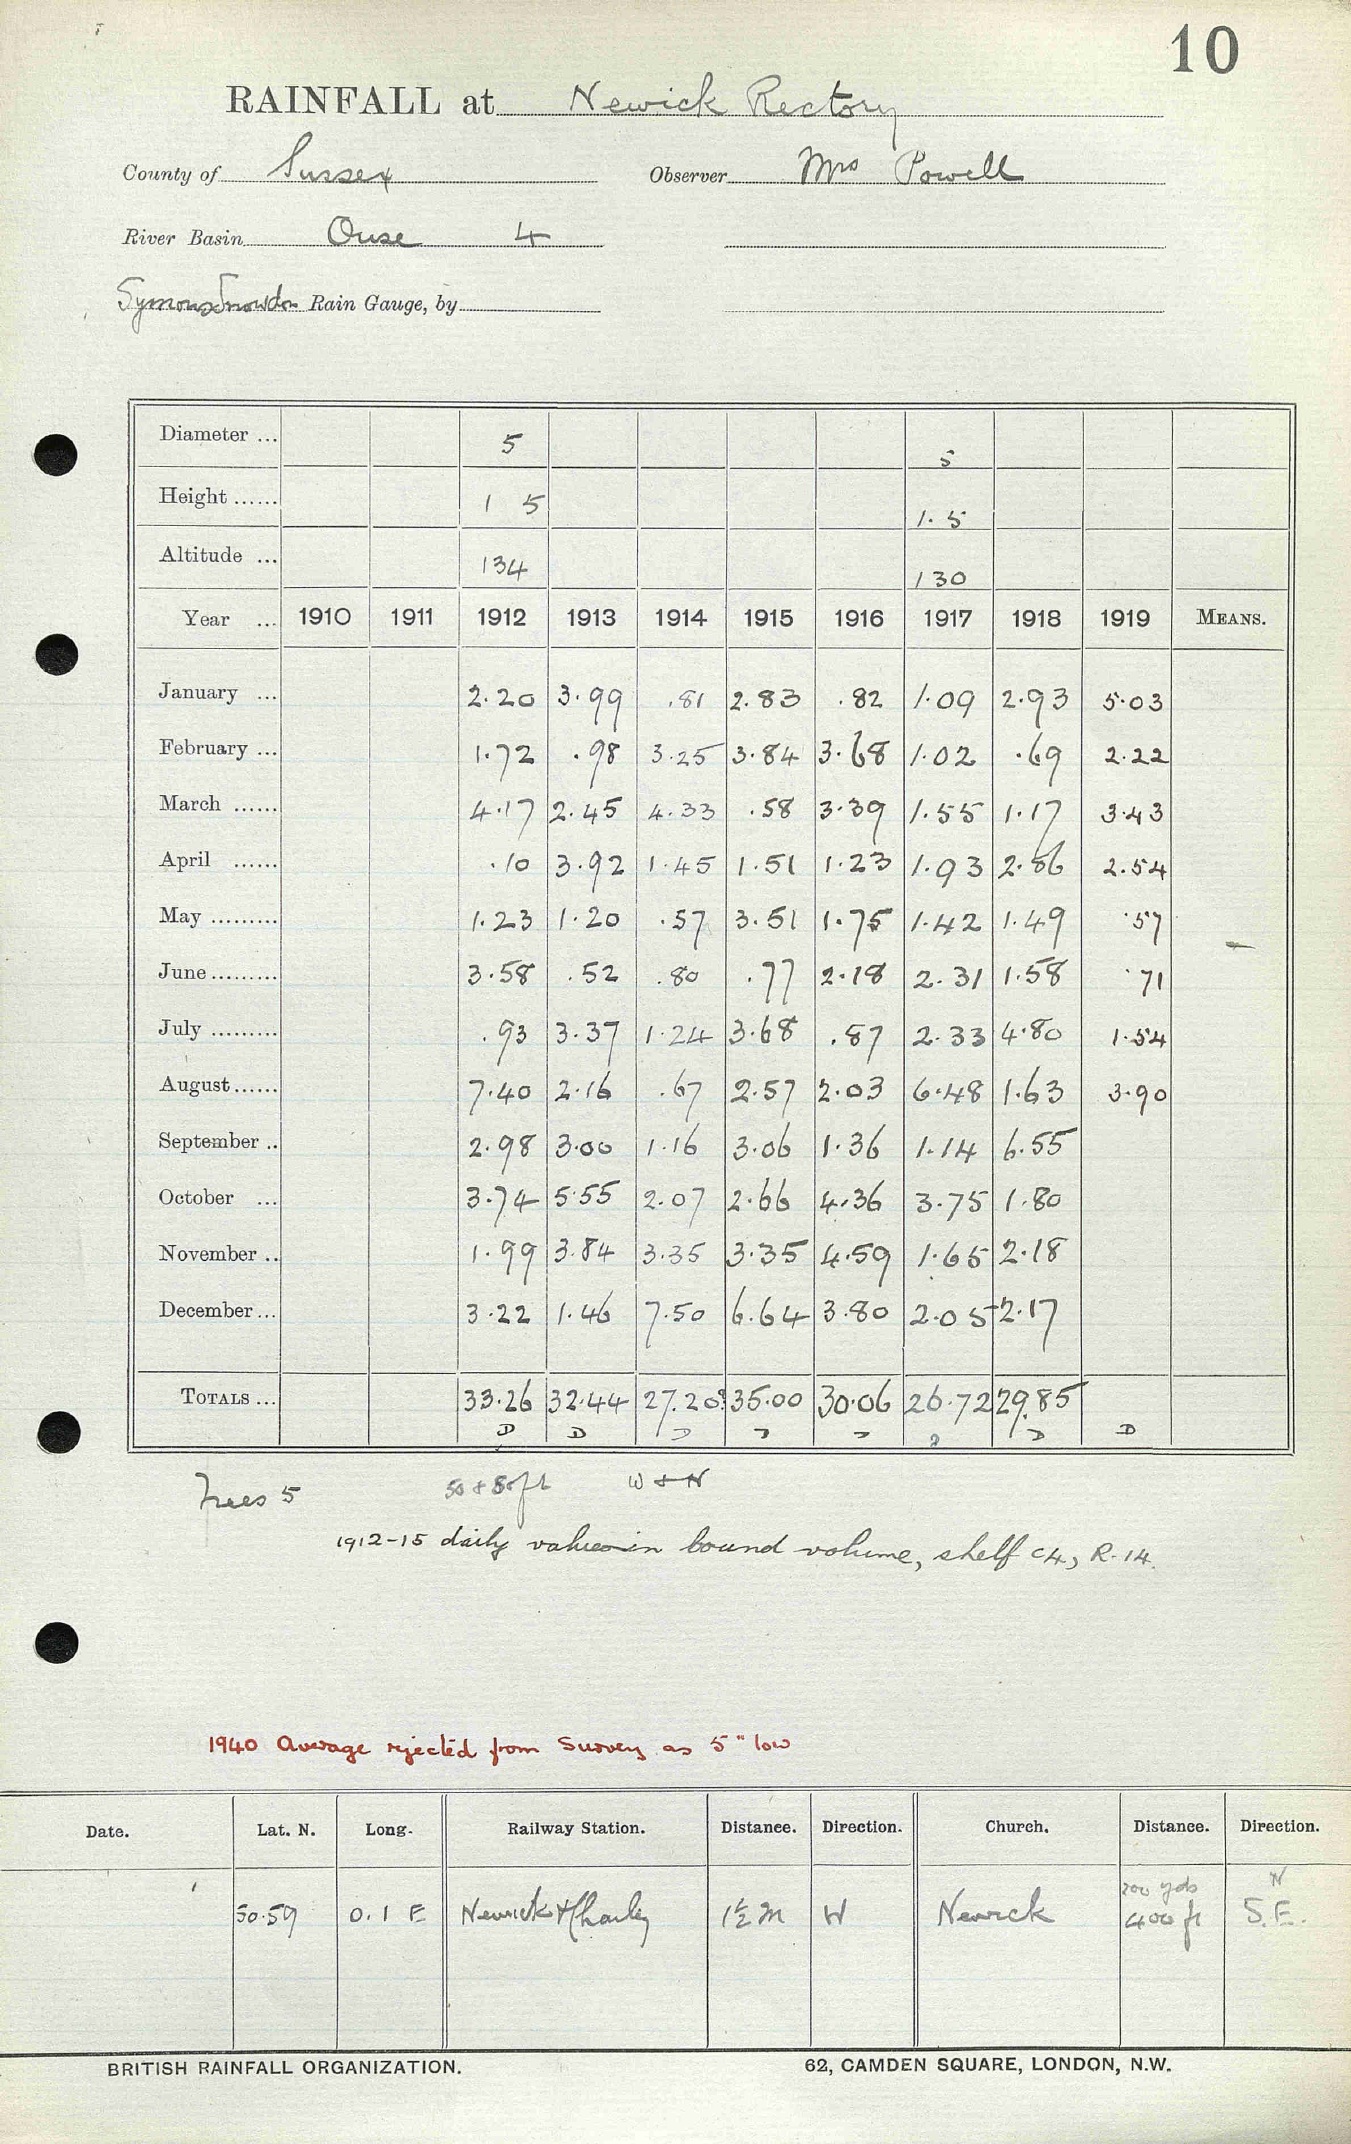 10
RAINFALL at Newick Rectory
County of Sussex Observer Mrs Powell
River Basin Ouse 4
Symons Snowdon Rain Gauge, by
Diameter ... 5 5
Height ...... 1 5 1.5
Altitude ... 134 130
Year ... 1910 1911 1912 1913 1914 1915 1916 1917 1918 1919 MEANS.
January ... 2.20 3.99 .81 2.83 .82 1.09 2.93 5.03
February ... 1.72 .98 3.25 3.84 3.68 1.02 .69 2.22
March ...... 4.17 2.45 4.33 .58 3.39 1.55 1.17 3.43
April ...... .10 3.92 1.45 1.51 1.23 1.93 2.86 2.54
May ......... 1.23 1.20 .57 3.51 1.75 1.42 1.49 .57
June ......... 3.58 .52 .80 .77 2.18 2.31 1.58 .71
July ......... .93 3.37 1.24 3.68 .87 2.33 4.80 1.54
August ...... 7.40 2.16 .67 2.57 2.03 6.48 1.63 3.90
September .. 2.98 3.00 1.16 3.06 1.36 1.14 6.55
October ... 3.74 5.55 2.07 2.66 4.36 3.75 1.80
November .. 1.99 3.84 3.35 3.35 4.59 1.65 2.18
December ... 3.22 1.46 7.50 6.64 3.80 2.05 2.17
TOTALS ... 33.26 32.44 27.20? 35.00 30.06 26.72 29.85
D D D D D
Trees 5 50 & 80 ft W & N
1912-15 daily values in bound volume, shelf C4, R.14.
1940 Average rejected from Survey as 5" low
Date. Lat. N. Long. Railway Station. Distance. Direction. Church. Distance. Direction.
200 yds N
50.59 0.1 E Newick & Chailey 1½ m W Newick 400 ft S.E.
BRITISH RAINFALL ORGANIZATION. 62, CAMDEN SQUARE, LONDON, N.W.